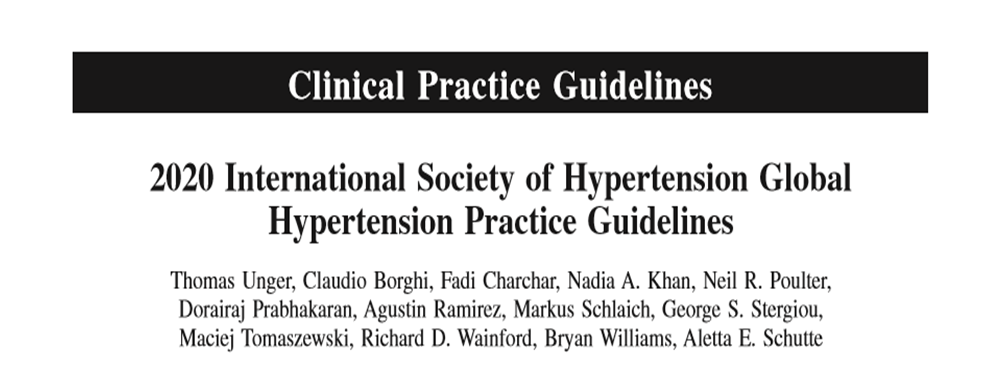 Clinical Practice Guidelines
2020 International Society of Hypertension Global
Hypertension Practice Guidelines
Thomas Unger, Claudio Borghi, Fadi Charchar, Nadia A. Khan, Neil R. Poulter,
Dorairaj Prabhakaran, Agustin Ramirez, Markus Schlaich, George S. Stergiou,
Maciej Tomaszewski, Richard D. Wainford, Bryan Williams, Aletta E. Schutte